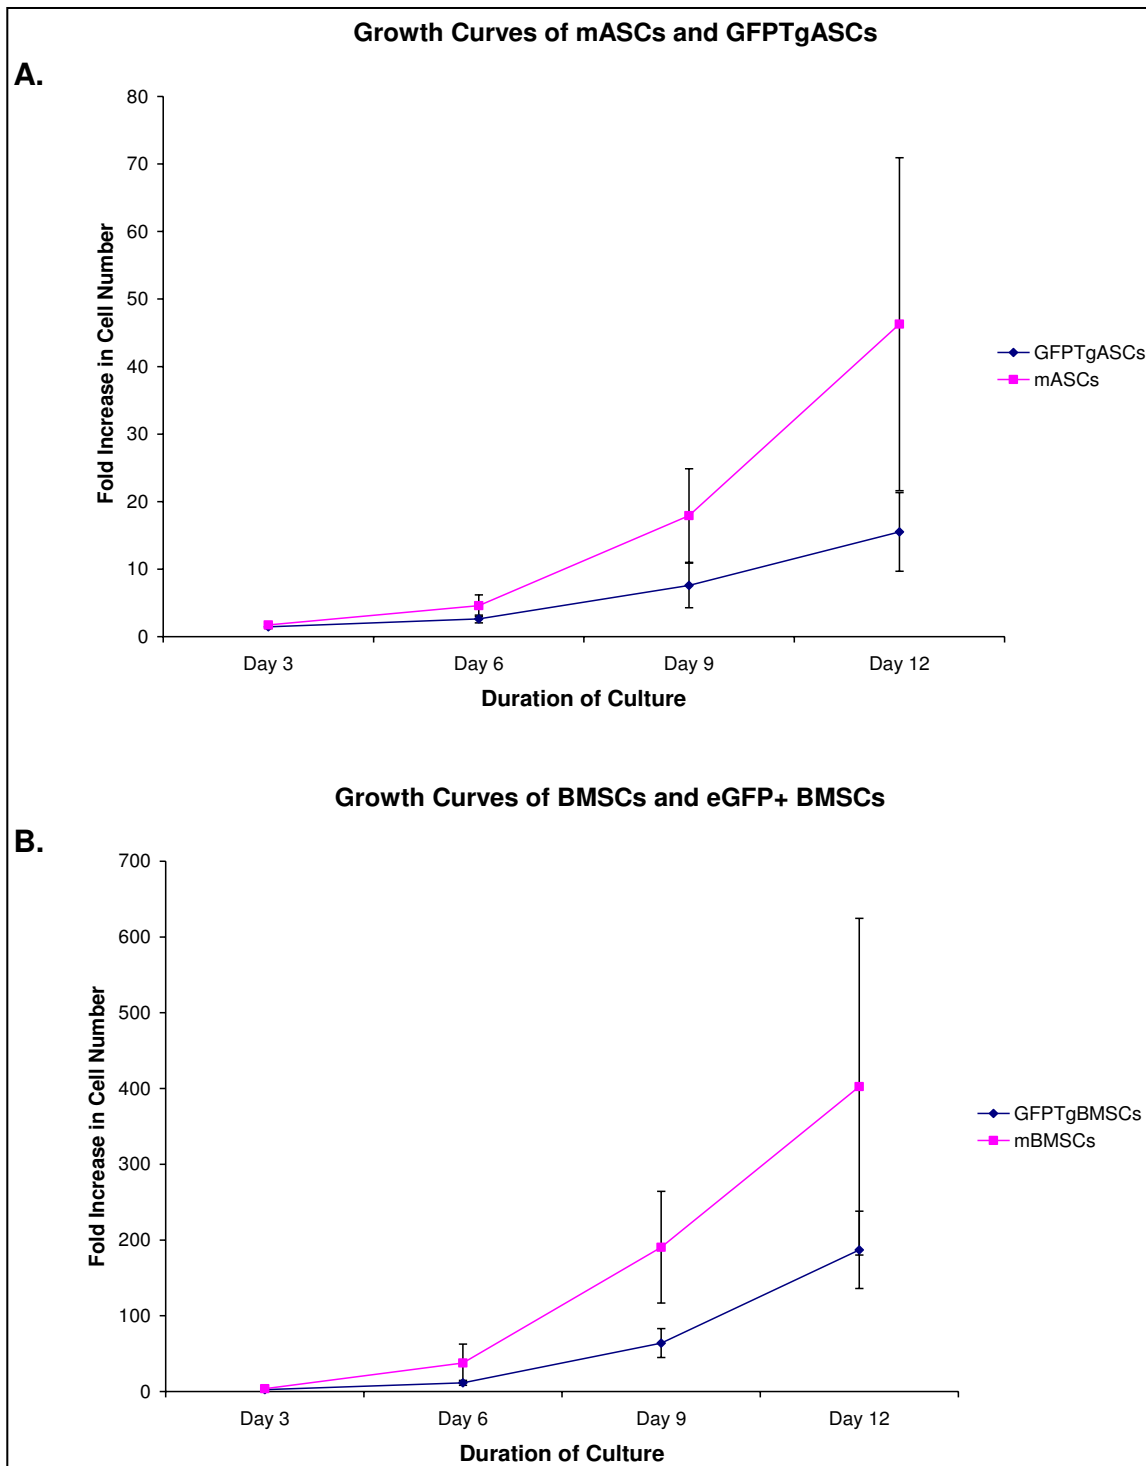 Growth Curves of mASCs and GFPTgASCs
A.
80
70
60
50
40
30
20
10
0
Fold Increase in Cell Number
Day 3 Day 6 Day 9 Day 12
Duration of Culture
GFPTgASCs
mASCs
Growth Curves of BMSCs and eGFP+ BMSCs
B.
700
600
500
400
300
200
100
0
Fold Increase in Cell Number
Day 3 Day 6 Day 9 Day 12
Duration of Culture
GFPTgBMSCs
mBMSCs